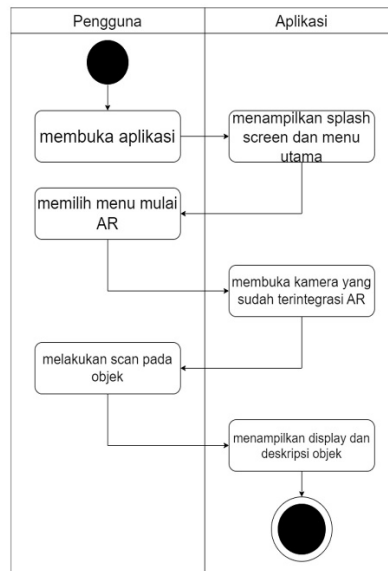 Pengguna
Aplikasi
membuka aplikasi
menampilkan splash
screen dan menu
utama
memilih menu mulai
AR
membuka kamera yang
sudah terintegrasi AR
melakukan scan pada
objek
menampilkan display dan
deskripsi objek